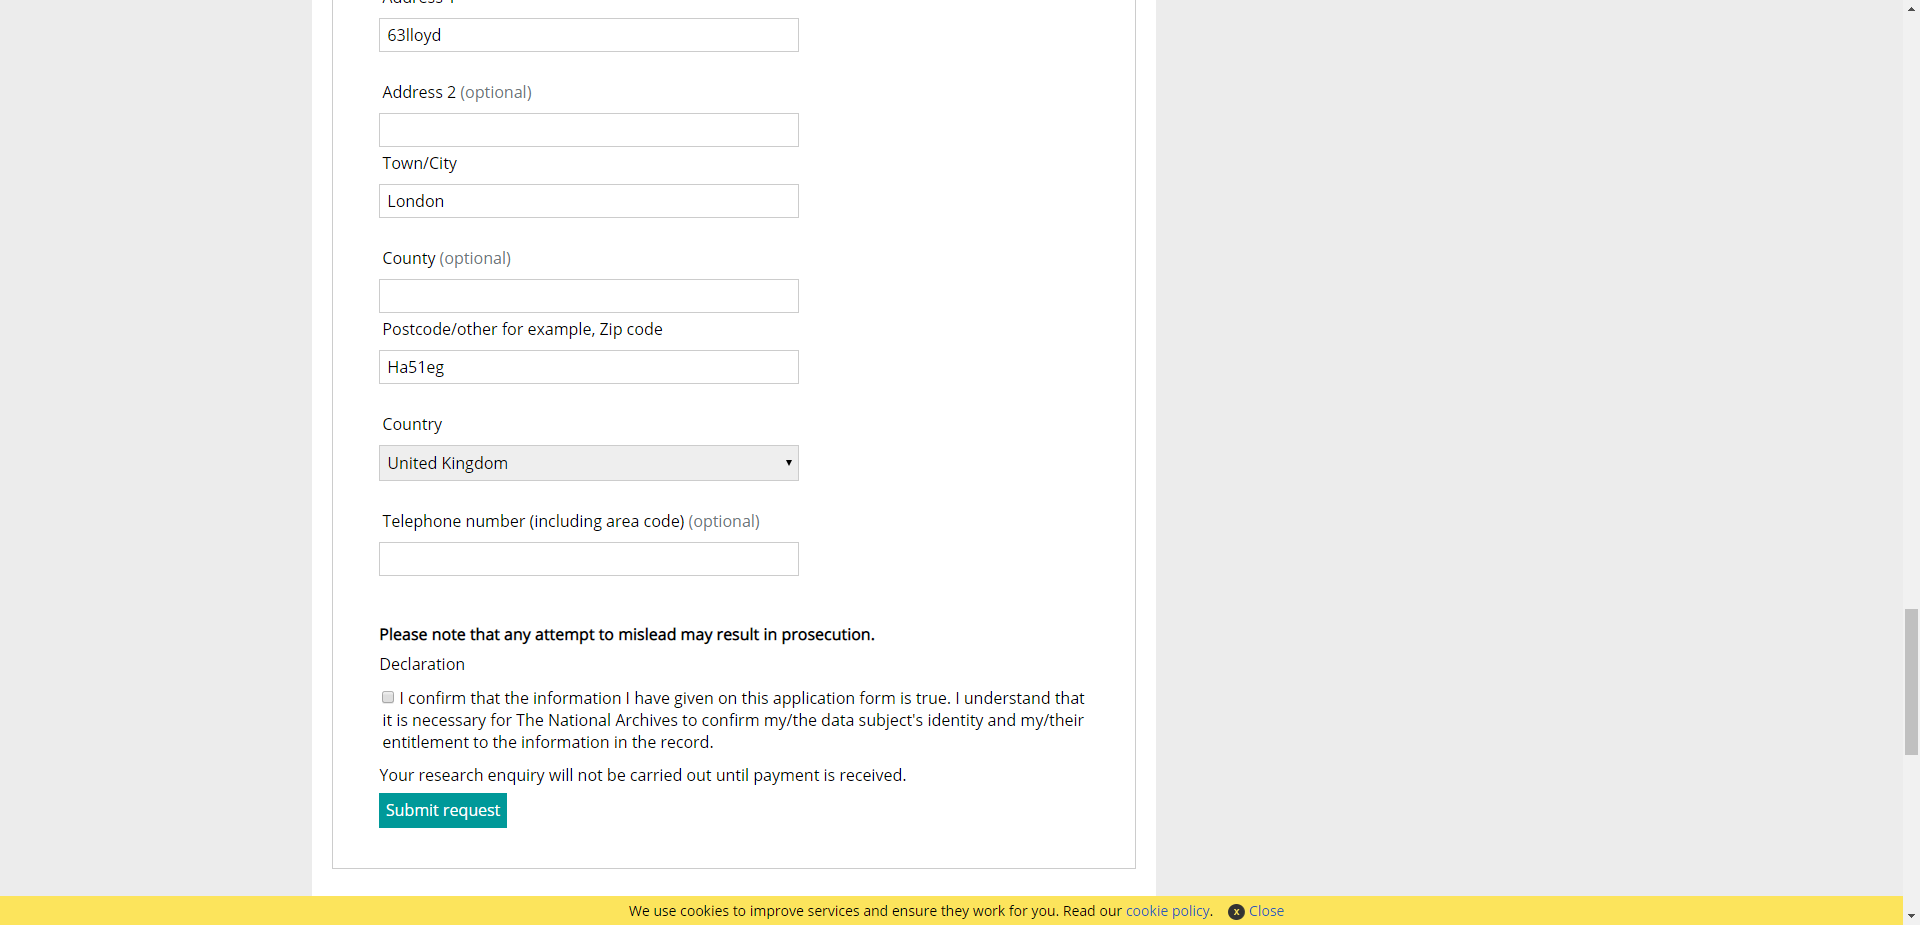 Address 1
63lloyd
Address 2 (optional)
Town/City
London
County (optional)
Postcode/other for example, Zip code
Ha51eg
Country
United Kingdom
Telephone number (including area code) (optional)
Please note that any attempt to mislead may result in prosecution.
Declaration
I confirm that the information I have given on this application form is true. I understand that
it is necessary for The National Archives to confirm my/the data subject's identity and my/their
entitlement to the information in the record.
Your research enquiry will not be carried out until payment is received.
Submit request
We use cookies to improve services and ensure they work for you. Read our cookie policy. x Close